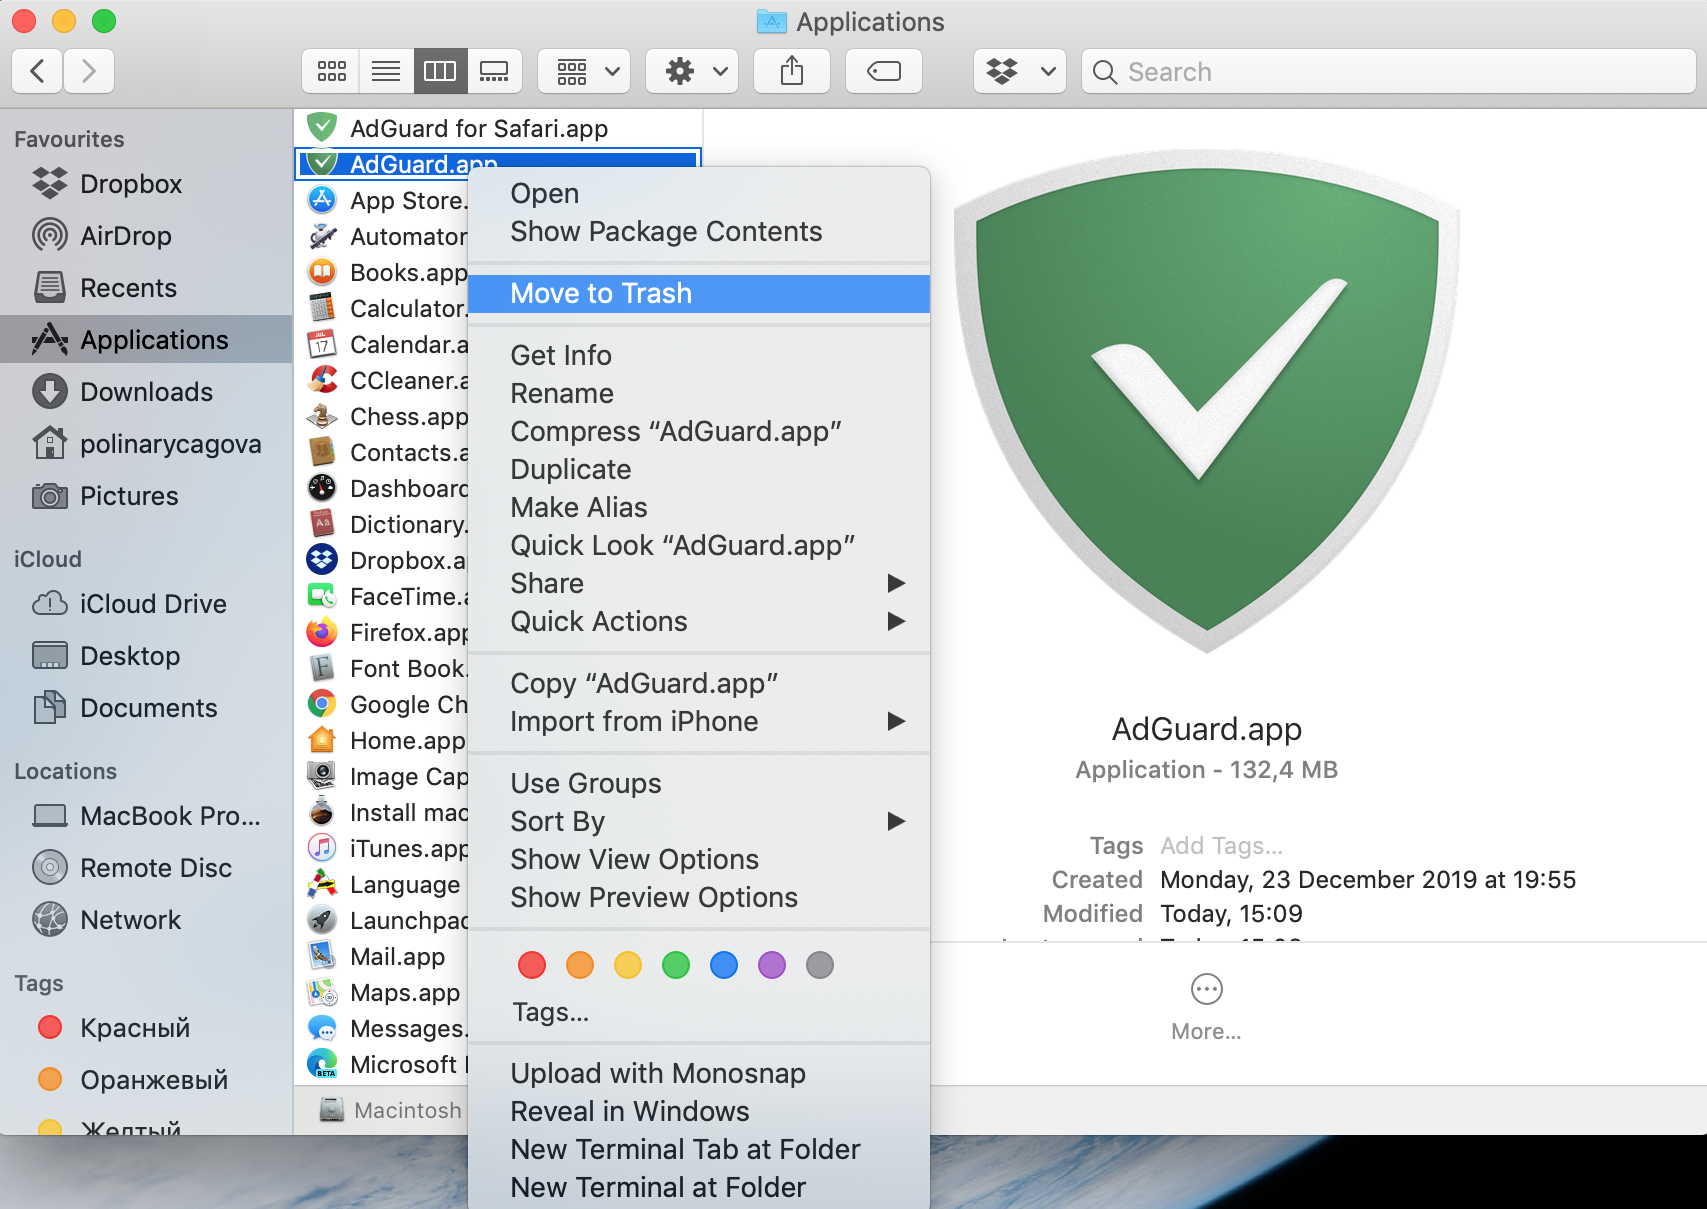 Applications
Search
Favourites
Dropbox
AirDrop
Recents
Applications
Downloads
polinarycagova
Pictures
iCloud
iCloud Drive
Desktop
Documents
Locations
MacBook Pro...
Remote Disc
Network
Tags
Красный
Оранжевый
Желтый
AdGuard for Safari.app
AdGuard.app
App Store.
Automator
Books.app
Calculator.
Calendar.a
CCleaner.a
Chess.app
Contacts.a
Dashboard
Dictionary.
Dropbox.a
FaceTime.a
Firefox.app
Font Book.
Google Ch
Home.app
Image Cap
Install mac
iTunes.app
Language
Launchpad
Mail.app
Maps.app
Messages.
Microsoft
Macintosh
Open
Show Package Contents
Move to Trash
Get Info
Rename
Compress “AdGuard.app”
Duplicate
Make Alias
Quick Look “AdGuard.app”
Share
Quick Actions
Copy “AdGuard.app”
Import from iPhone
Use Groups
Sort By
Show View Options
Show Preview Options
Tags...
Upload with Monosnap
Reveal in Windows
New Terminal Tab at Folder
New Terminal at Folder
AdGuard.app
Application - 132,4 MB
Tags Add Tags...
Created Monday, 23 December 2019 at 19:55
Modified Today, 15:09
More...